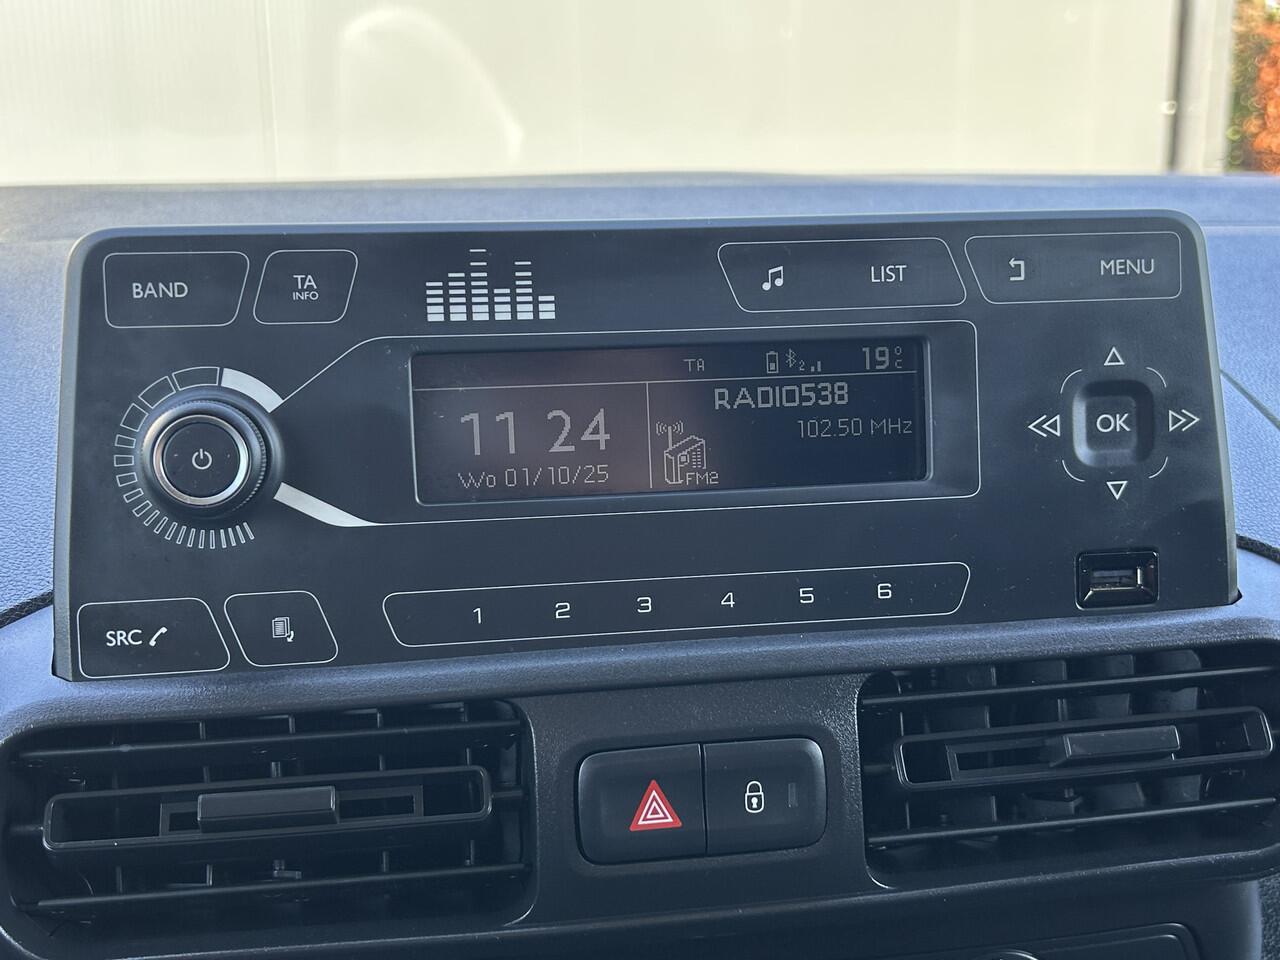 BAND
TA
INFO
LIST
MENU
TA
2
19°C
11 24
RADIO538
102.50 MHz
Wo 01/10/25
FM2
OK
SRC
1 2 3 4 5 6